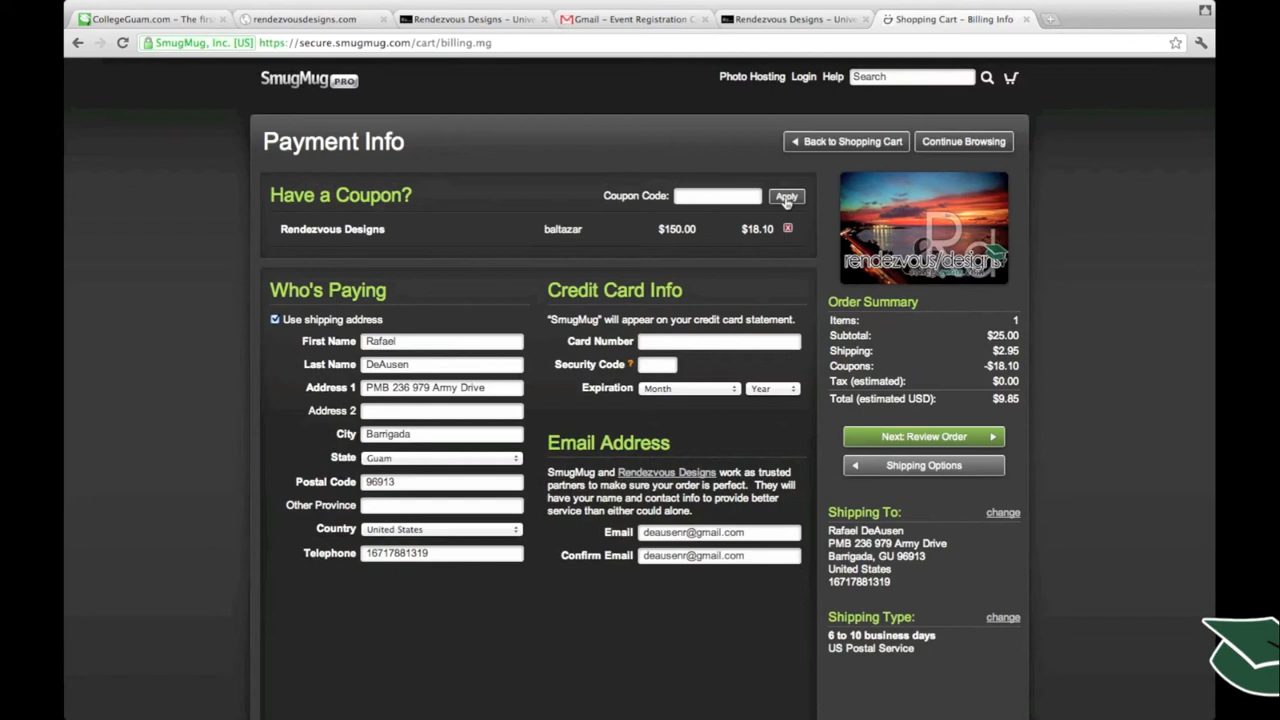 CollegeGuam.com - The firs
rendezvousdesigns.com
Rendezvous Designs - Unive
Gmail - Event Registration C
Rendezvous Designs - Unive
Shopping Cart - Billing Info
SmugMug, Inc. [US]
https://secure.smugmug.com/cart/billing.mg
SmugMug PRO
Photo Hosting Login Help Search
Payment Info
Back to Shopping Cart
Continue Browsing
Have a Coupon?
Coupon Code:
Apply
Rendezvous Designs baltazar $150.00 $18.10
rendezvous/designs
Who's Paying
Use shipping address
First Name Rafael
Last Name DeAusen
Address 1 PMB 236 979 Army Drive
Address 2
City Barrigada
State Guam
Postal Code 96913
Other Province
Country United States
Telephone 16717881319
Credit Card Info
"SmugMug" will appear on your credit card statement.
Card Number
Security Code ?
Expiration Month Year
Email Address
SmugMug and Rendezvous Designs work as trusted
partners to make sure your order is perfect. They will
have your name and contact info to provide better
service than either could alone.
Email deausenr@gmail.com
Confirm Email deausenr@gmail.com
Order Summary
Items: 1
Subtotal: $25.00
Shipping: $2.95
Coupons: -$18.10
Tax (estimated): $0.00
Total (estimated USD): $9.85
Next: Review Order
Shipping Options
Shipping To: change
Rafael DeAusen
PMB 236 979 Army Drive
Barrigada, GU 96913
United States
16717881319
Shipping Type: change
6 to 10 business days
US Postal Service